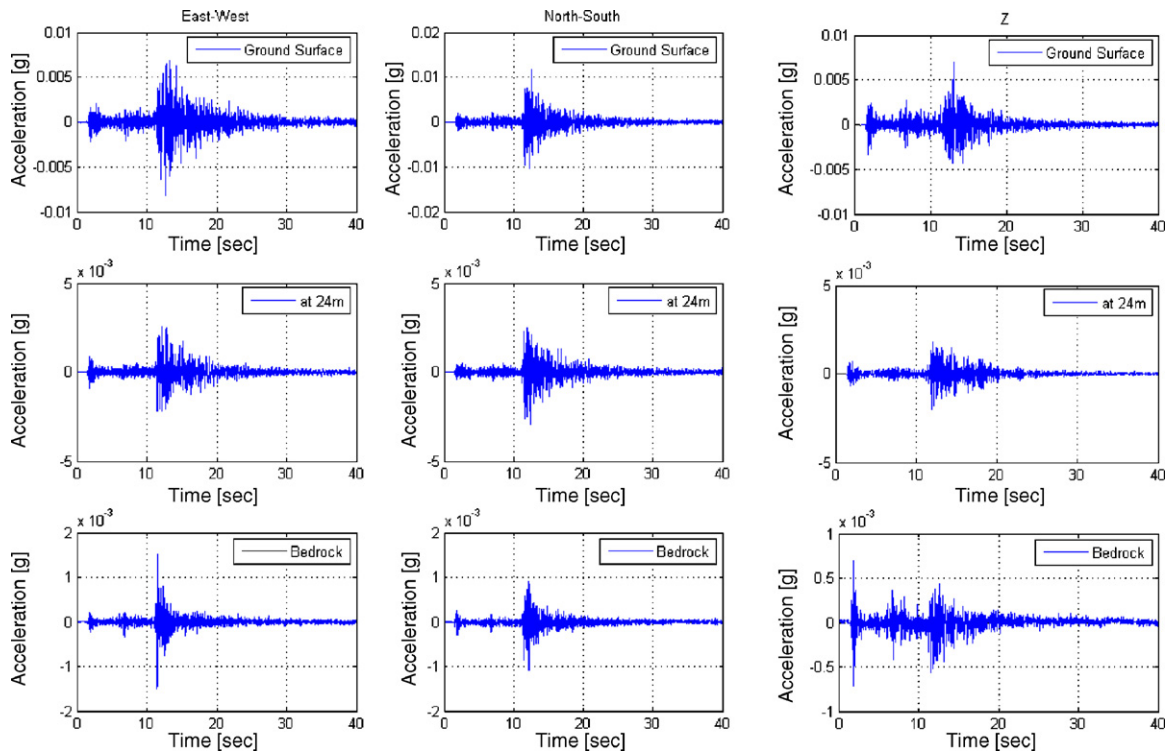 East-West
North-South
Z
0.01
0.005
0
-0.005
-0.01
Acceleration [g]
Ground Surface
0 10 20 30 40
Time [sec]
0.02
0.01
0
-0.01
-0.02
Acceleration [g]
Ground Surface
0 10 20 30 40
Time [sec]
0.01
0.005
0
-0.005
-0.01
Acceleration [g]
Ground Surface
0 10 20 30 40
Time [sec]
x 10⁻³
5
0
-5
Acceleration [g]
at 24m
0 10 20 30 40
Time [sec]
x 10⁻³
5
0
-5
Acceleration [g]
at 24m
0 10 20 30 40
Time [sec]
x 10⁻³
5
0
-5
Acceleration [g]
at 24m
0 10 20 30 40
Time [sec]
x 10⁻³
2
1
0
-1
-2
Acceleration [g]
Bedrock
0 10 20 30 40
Time [sec]
x 10⁻³
2
1
0
-1
-2
Acceleration [g]
Bedrock
0 10 20 30 40
Time [sec]
x 10⁻³
1
0.5
0
-0.5
-1
Acceleration [g]
Bedrock
0 10 20 30 40
Time [sec]